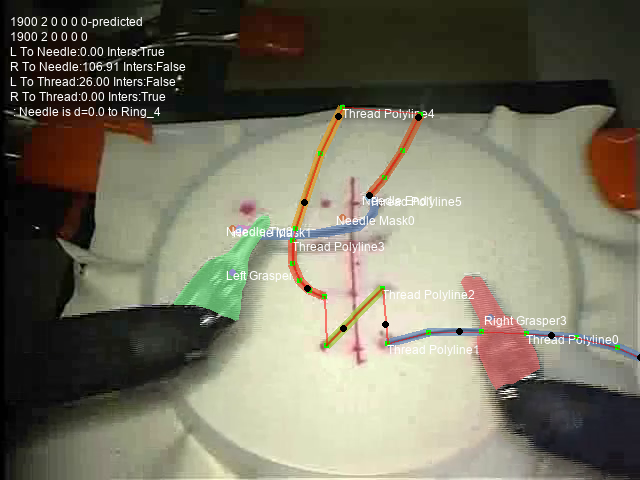 1900 2 0 0 0 0-predicted
1900 2 0 0 0 0
L To Needle:0.00 Inters:True
R To Needle:106.91 Inters:False
L To Thread:26.00 Inters:False
R To Thread:0.00 Inters:True
: Needle is d=0.0 to Ring_4
Thread Polyline4
Polyline5
Needle Mask0
Needle
Mask1
Thread Polyline3
Left Grasper
Thread Polyline2
Right Grasper3
Thread Polyline0
Thread Polyline1